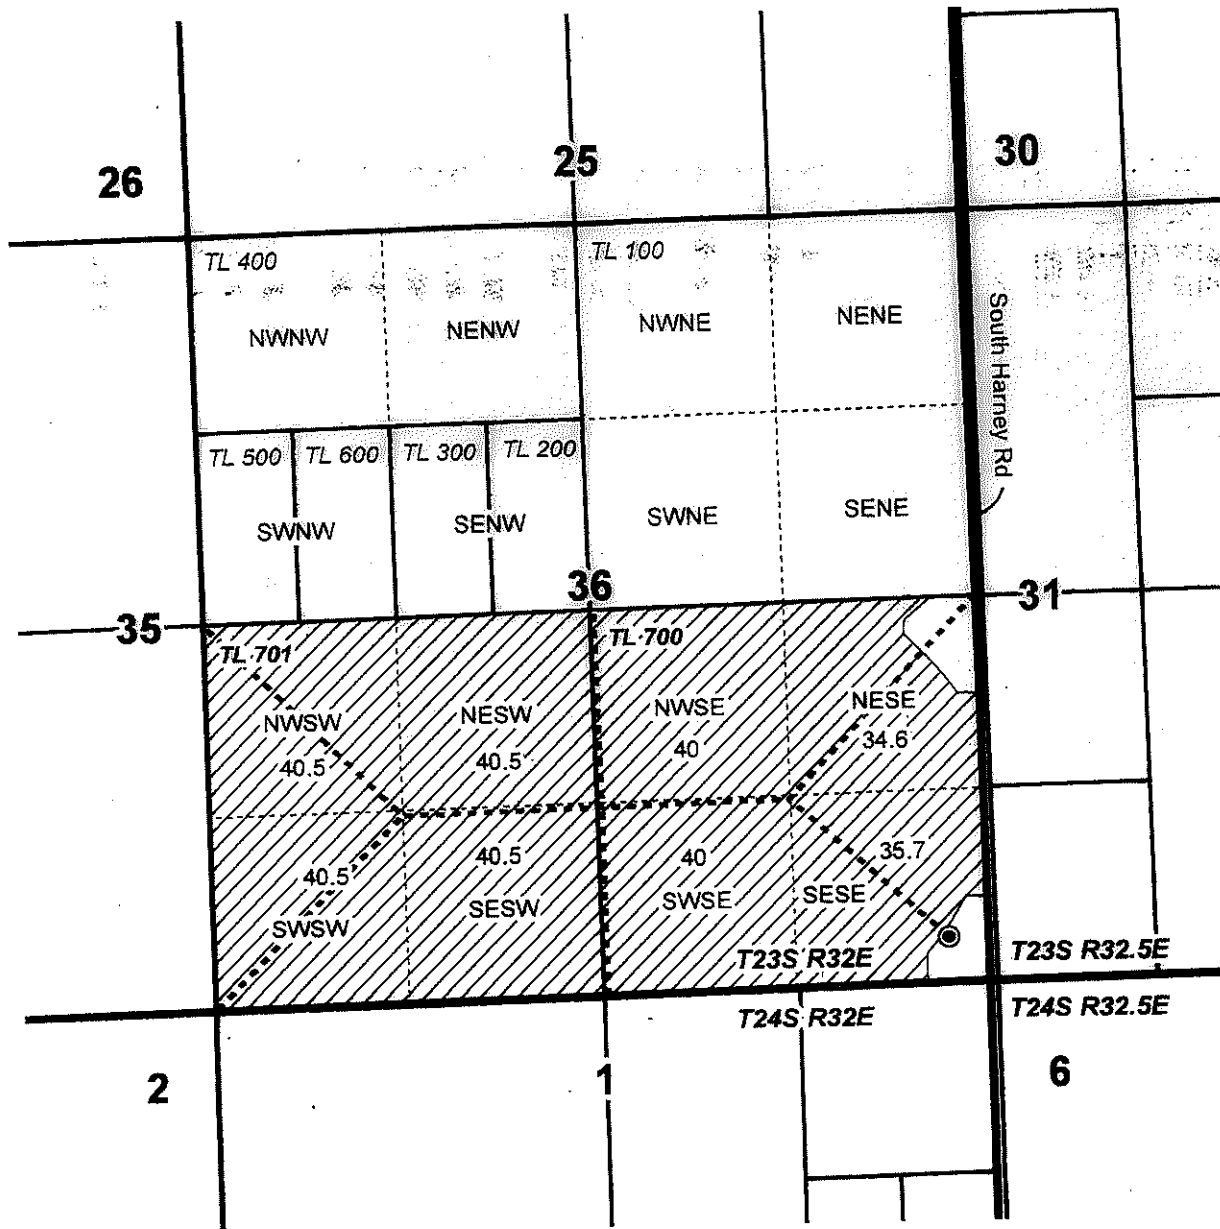 30
25
26
TL 400
TL 100
NWNW
NENW
NWNE
NENE
South Harney Rd
TL 500
TL 600
TL 300
TL 200
SWNW
SENW
SWNE
SENE
36
35
31
TL 701
TL 700
NWSW
NESW
NWSE
NESE
40.5
40.5
40
34.6
40.5
40.5
40
35.7
SWSW
SESW
SWSE
SESE
T23S R32E
T23S R32.5E
T24S R32E
T24S R32.5E
2
1
6